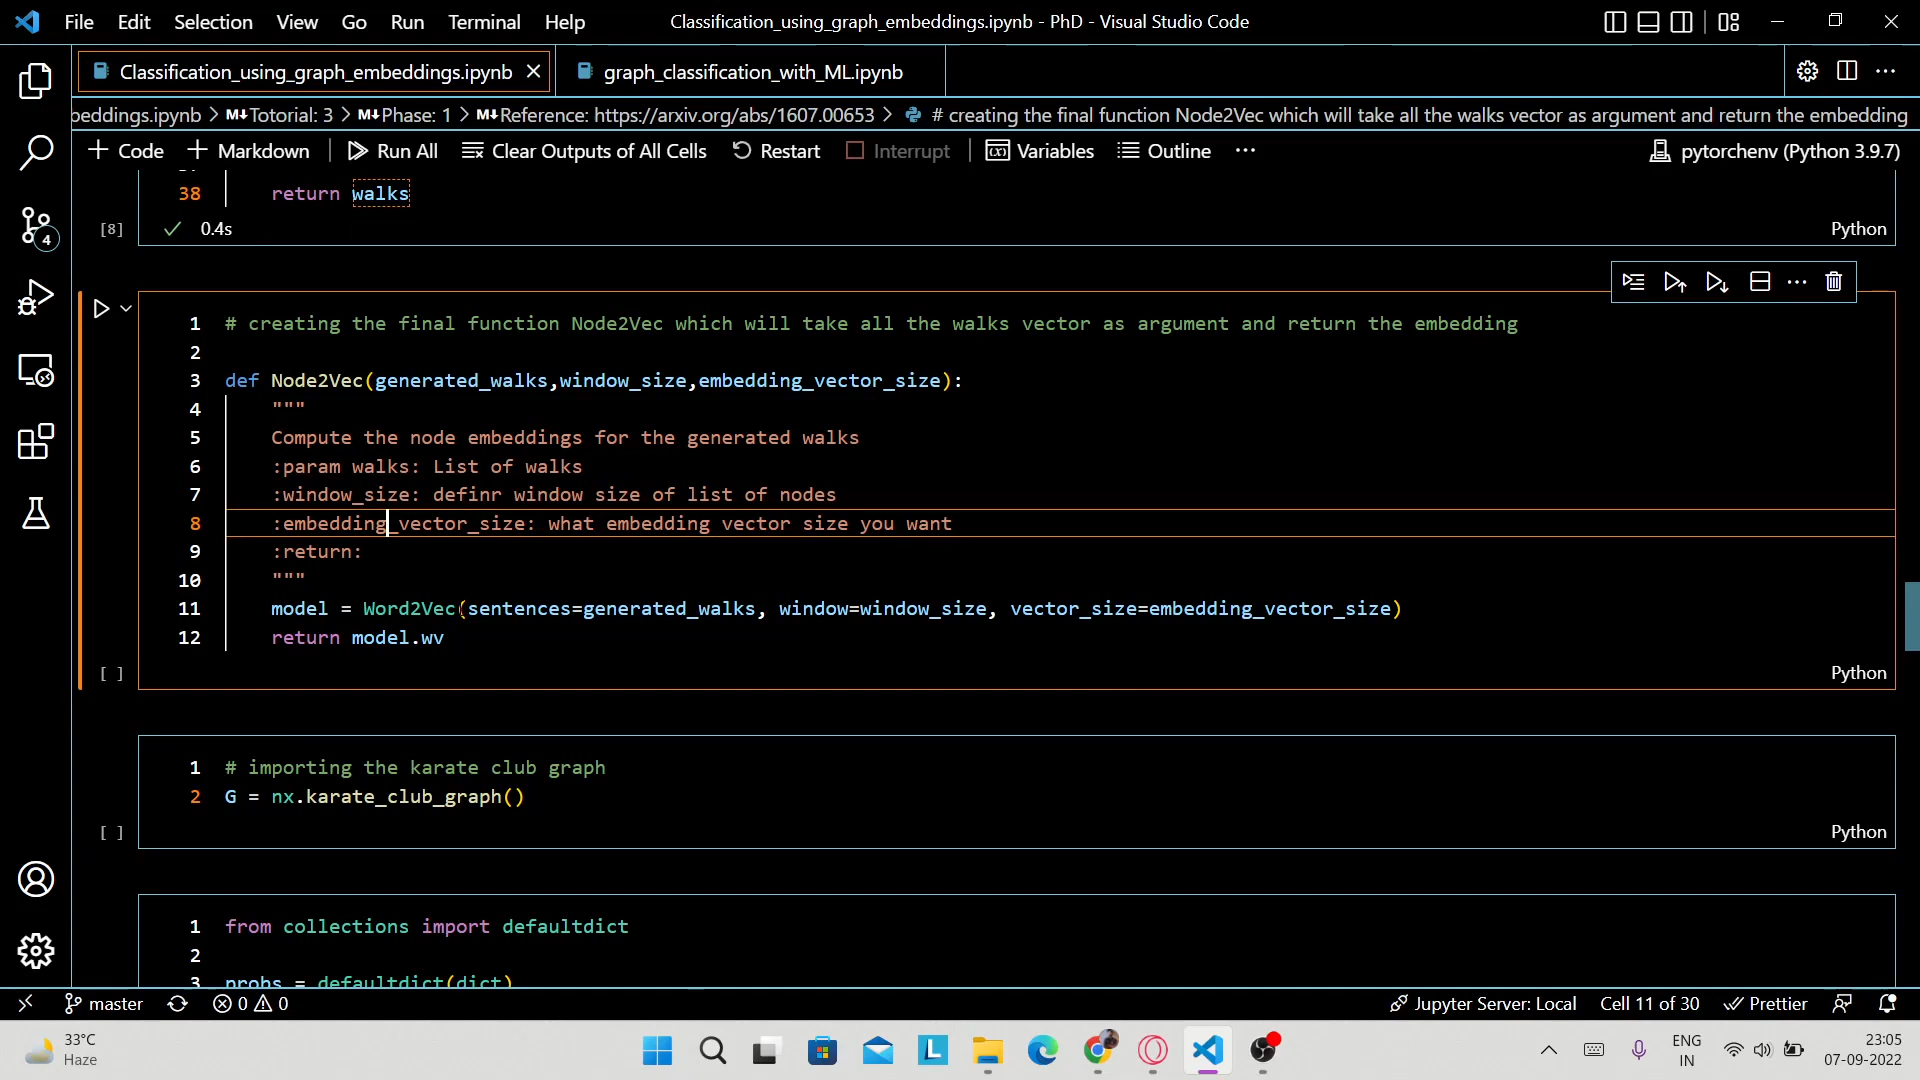 File Edit Selection View Go Run Terminal Help Classification_using_graph_embeddings.ipynb - PhD - Visual Studio Code
Classification_using_graph_embeddings.ipynb graph_classification_with_ML.ipynb
beddings.ipynb > M↓Totorial: 3 > M↓Phase: 1 > M↓Reference: https://arxiv.org/abs/1607.00653 > # creating the final function Node2Vec which will take all the walks vector as argument and return the embedding
+ Code + Markdown Run All Clear Outputs of All Cells Restart Interrupt Variables Outline ... pytorchenv (Python 3.9.7)
38 return walks
[8] 0.4s Python
1 # creating the final function Node2Vec which will take all the walks vector as argument and return the embedding
2
3 def Node2Vec(generated_walks,window_size,embedding_vector_size):
4 """
5 Compute the node embeddings for the generated walks
6 :param walks: List of walks
7 :window_size: definr window size of list of nodes
8 :embedding_vector_size: what embedding vector size you want
9 :return:
10 """
11 model = Word2Vec(sentences=generated_walks, window=window_size, vector_size=embedding_vector_size)
12 return model.wv
[ ] Python
1 # importing the karate club graph
2 G = nx.karate_club_graph()
[ ] Python
1 from collections import defaultdict
2
3 probs = defaultdict(dict)
4
master 0 0 Jupyter Server: Local Cell 11 of 30 Prettier
33°C
Haze
ENG
IN
23:05
07-09-2022